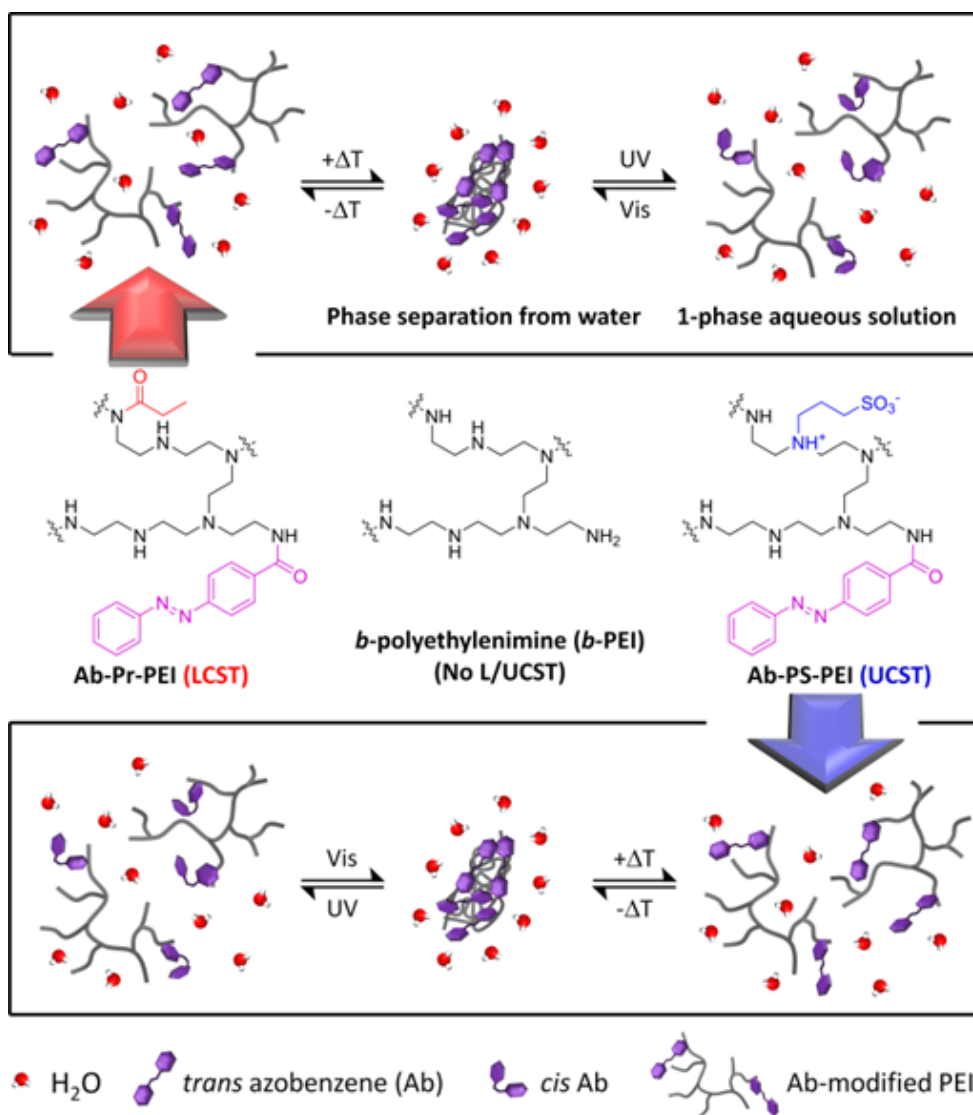 +ΔT
-ΔT
UV
Vis
Phase separation from water
1-phase aqueous solution
O
N
N
H
N
H
N
N
H
N
N
H
O
N
N
Ab-Pr-PEI (LCST)
NH
H
N
N
H
N
N
H
N
NH2
b-polyethylenimine (b-PEI)
(No L/UCST)
NH
SO3-
NH+
N
H
N
N
H
N
NH
O
N
N
Ab-PS-PEI (UCST)
Vis
UV
+ΔT
-ΔT
H2O
trans azobenzene (Ab)
cis Ab
Ab-modified PEI